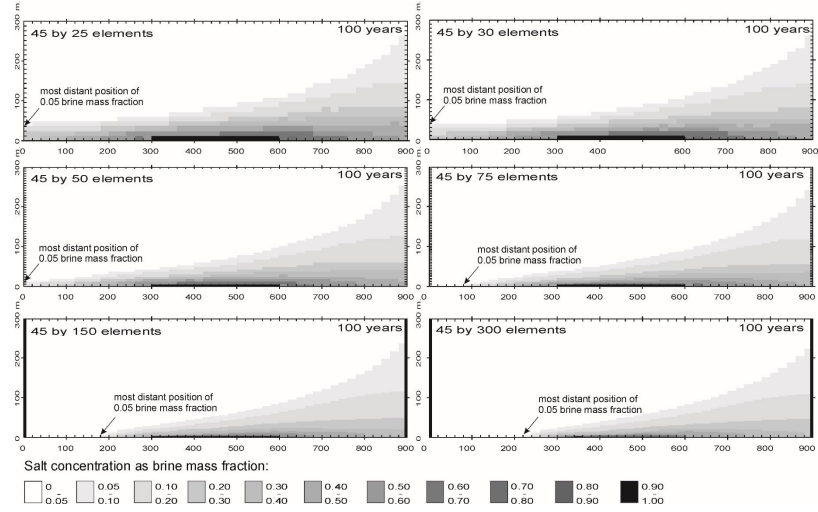 45 by 25 elements 100 years
most distant position of
0.05 brine mass fraction
m.
300
200
100
0
0 100 200 300 400 500 600 700 800 900
45 by 30 elements 100 years
most distant position of
0.05 brine mass fraction
m.
300
200
100
0
0 100 200 300 400 600 700 800 900
45 by 50 elements 100 years
most distant position of
0.05 brine mass fraction
m.
300
200
100
0
0 100 200 300 400 500 600 700 800 900
45 by 75 elements 100 years
most distant position of
0.05 brine mass fraction
m.
300
200
100
0
0 100 200 300 400 500 600 700 800 900
45 by 150 elements 100 years
most distant position of
0.05 brine mass fraction
m.
300
200
100
0
0 100 200 300 400 500 600 700 800 900
45 by 300 elements 100 years
most distant position of
0.05 brine mass fraction
m.
300
200
100
0
0 100 200 300 400 500 600 700 800 900
Salt concentration as brine mass fraction:
0 - 0.05
0.05 - 0.10
0.10 - 0.20
0.20 - 0.30
0.30 - 0.40
0.40 - 0.50
0.50 - 0.60
0.60 - 0.70
0.70 - 0.80
0.80 - 0.90
0.90 - 1.00